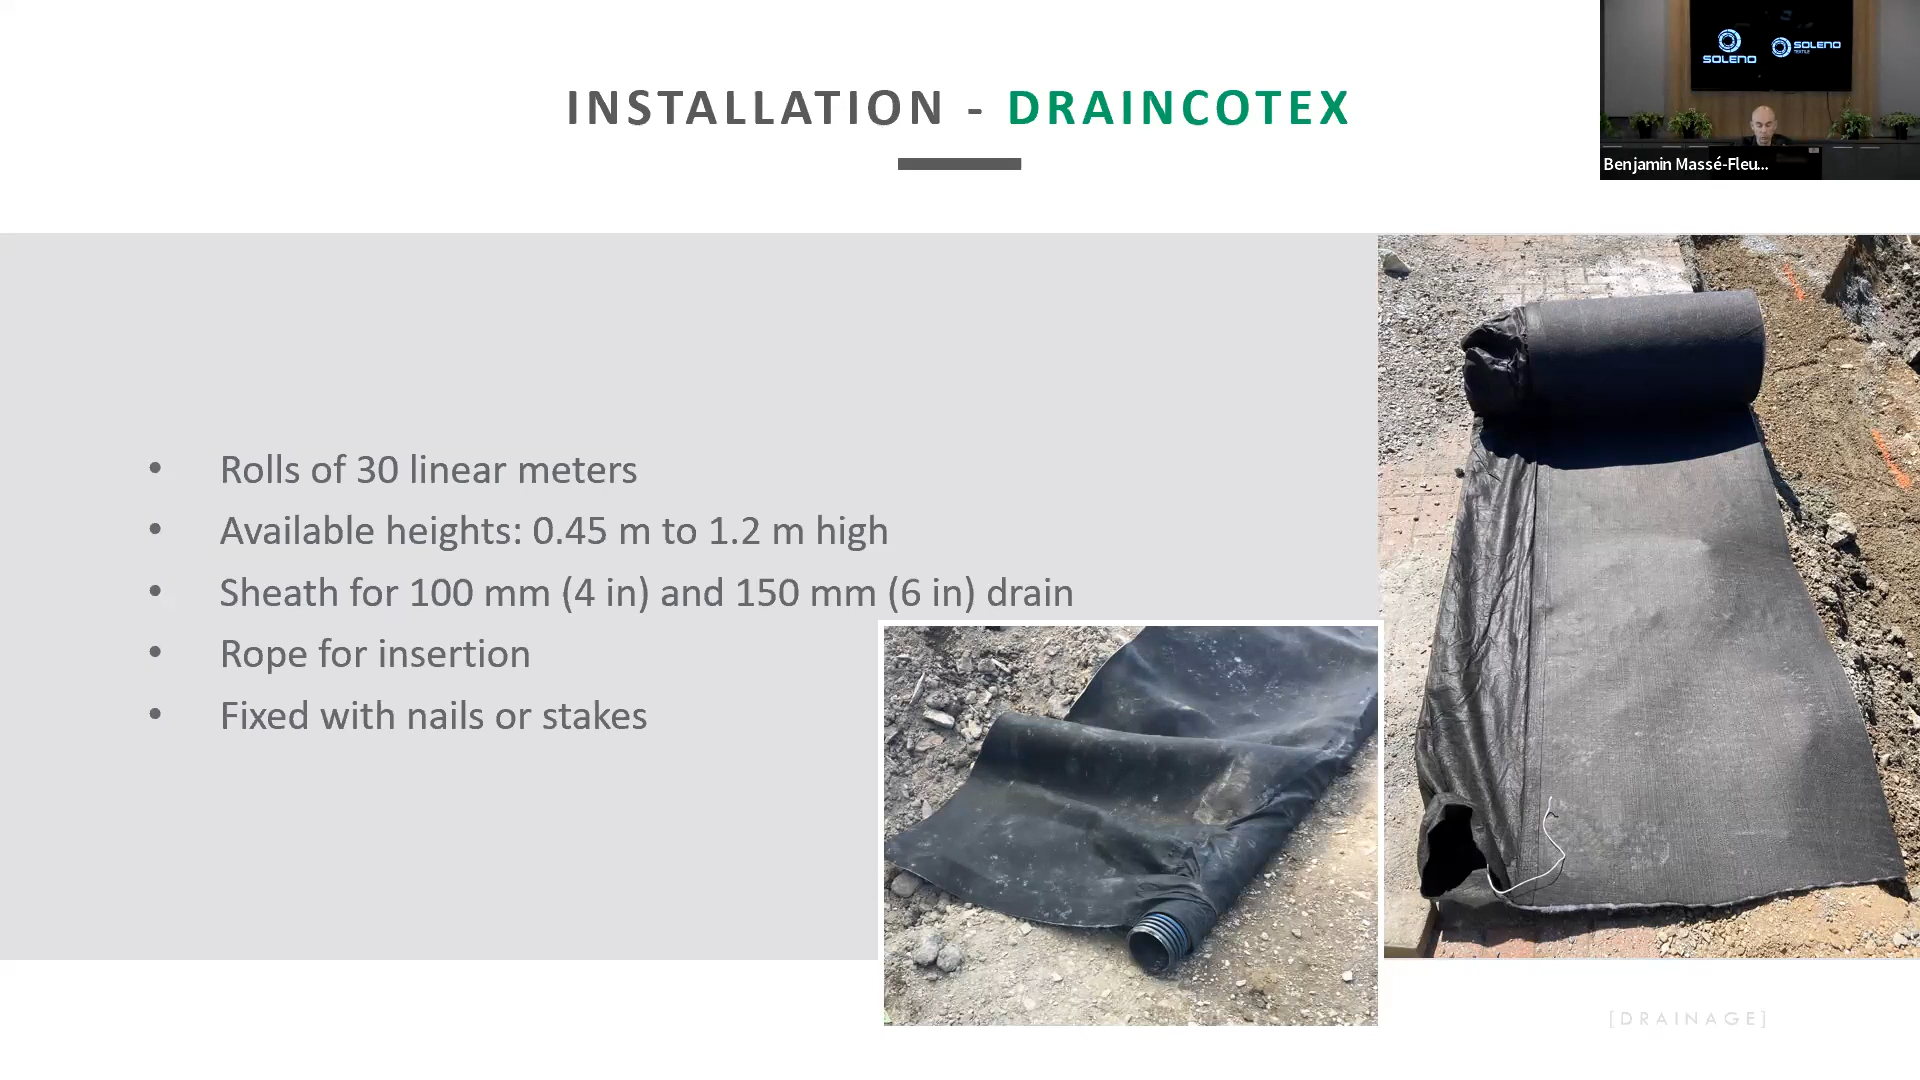 INSTALLATION - DRAINCOTEX
SOLENO
SOLENO
TEXTILE
Benjamin Massé-Fleu...
• Rolls of 30 linear meters
• Available heights: 0.45 m to 1.2 m high
• Sheath for 100 mm (4 in) and 150 mm (6 in) drain
• Rope for insertion
• Fixed with nails or stakes
[DRAINAGE]